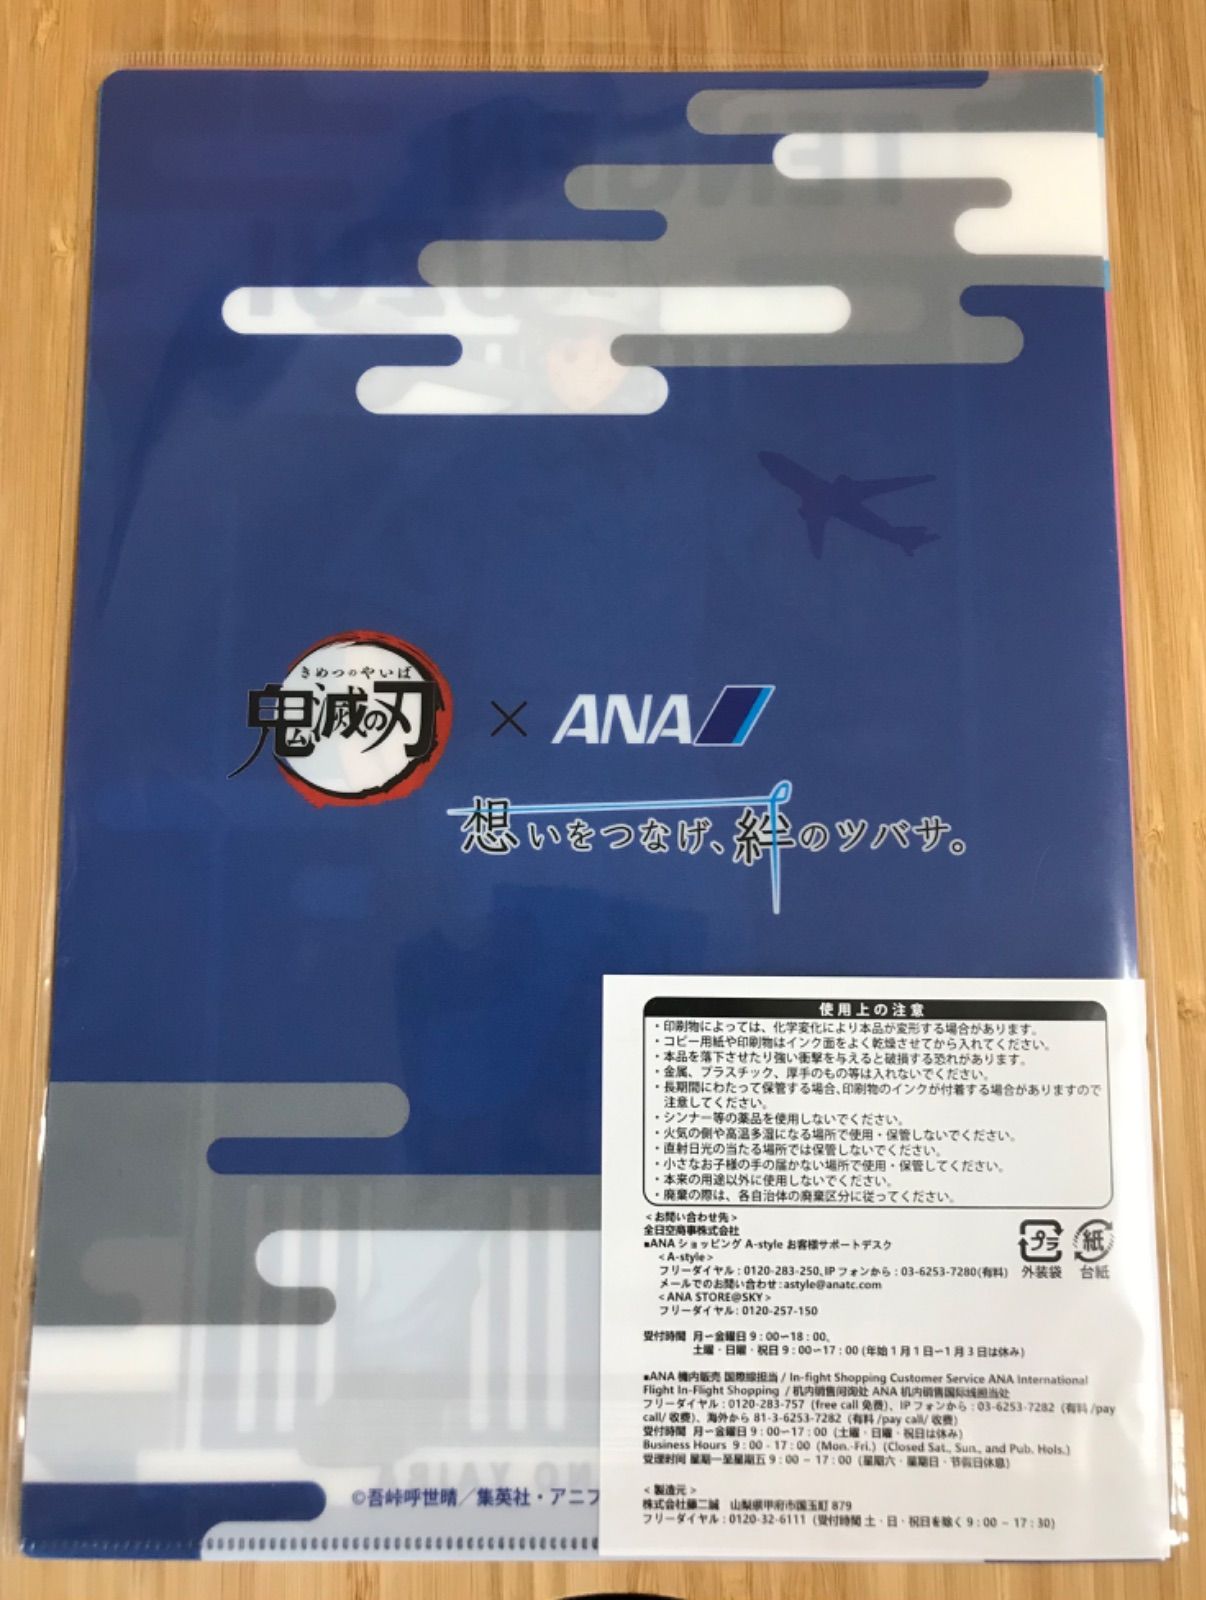 きめつのやいば
鬼滅の刃 × ANA
想いをつなげ、絆のツバサ。
使用上の注意
・印刷物によっては、化学変化により本品が変形する場合があります。
・コピー用紙や印刷物はインク面をよく乾燥させてから入れてください。
・本品を落下させたり強い衝撃を与えると破損する恐れがあります。
・金属、プラスチック、厚手のもの等は入れないでください。
・長期間にわたって保管する場合、印刷物のインクが付着する場合がありますので
注意してください。
・シンナー等の薬品を使用しないでください。
・火気の側や高温多湿になる場所で使用・保管しないでください。
・直射日光の当たる場所では保管しないでください。
・小さなお子様の手の届かない場所で使用・保管してください。
・本来の用途以外に使用しないでください。
・廃棄の際は、各自治体の廃棄区分に従ってください。
＜お問い合わせ先＞
全日空商事株式会社
■ANA ショッピング A-style お客様サポートデスク
＜A-style＞
フリーダイヤル：0120-283-250、IP フォンから：03-6253-7280(有料)
メールでのお問い合わせ：astyle@anatc.com
＜ANA STORE@SKY＞
フリーダイヤル：0120-257-150
プラ 紙
外装袋 台紙
受付時間 月〜金曜日 9：00〜18：00、
土曜・日曜・祝日 9：00〜17：00 (年始 1 月 1 日〜1 月 3 日は休み)
■ANA 機内販売 国際線担当 / In-fight Shopping Customer Service ANA International
Flight In-Flight Shopping / 机内销售问询处 ANA 机内销售国际线担当处
フリーダイヤル：0120-283-757 (free call 免费)、IP フォンから：03-6253-7282 (有料 /pay
call/ 收费)、海外から 81-3-6253-7282 (有料 /pay call/ 收费)
受付時間 月〜金曜日 9：00〜17：00 (土曜・日曜・祝日は休み)
Business Hours 9：00 - 17：00 (Mon.-Fri.) (Closed Sat., Sun., and Pub. Hols.)
受理时间 星期一至星期五 9：00 − 17：00 (星期六・星期日・节假日休息)
＜製造元＞
株式会社藤二誠 山梨県甲府市国玉町 879
フリーダイヤル：0120-32-6111 (受付時間 土・日・祝日を除く 9：00 − 17：30)
©吾峠呼世晴／集英社・アニプ